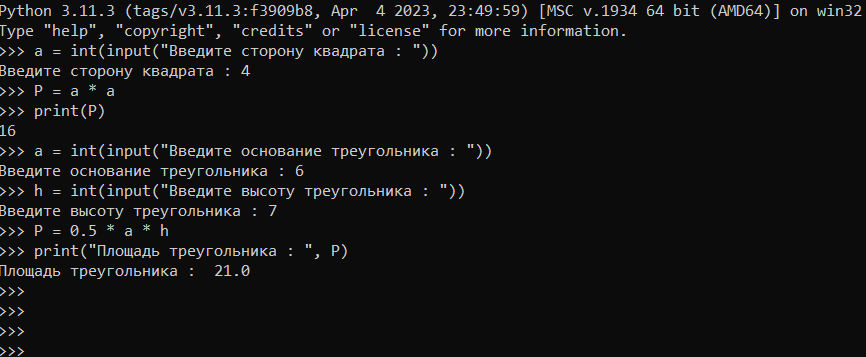 Python 3.11.3 (tags/v3.11.3:f3909b8, Apr  4 2023, 23:49:59) [MSC v.1934 64 bit (AMD64)] on win32
Type "help", "copyright", "credits" or "license" for more information.
>>> a = int(input("Введите сторону квадрата : "))
Введите сторону квадрата : 4
>>> P = a * a
>>> print(P)
16
>>> a = int(input("Введите основание треугольника : "))
Введите основание треугольника : 6
>>> h = int(input("Введите высоту треугольника : "))
Введите высоту треугольника : 7
>>> P = 0.5 * a * h
>>> print("Площадь треугольника : ", P)
Площадь треугольника :  21.0
>>>
>>>
>>>
>>>